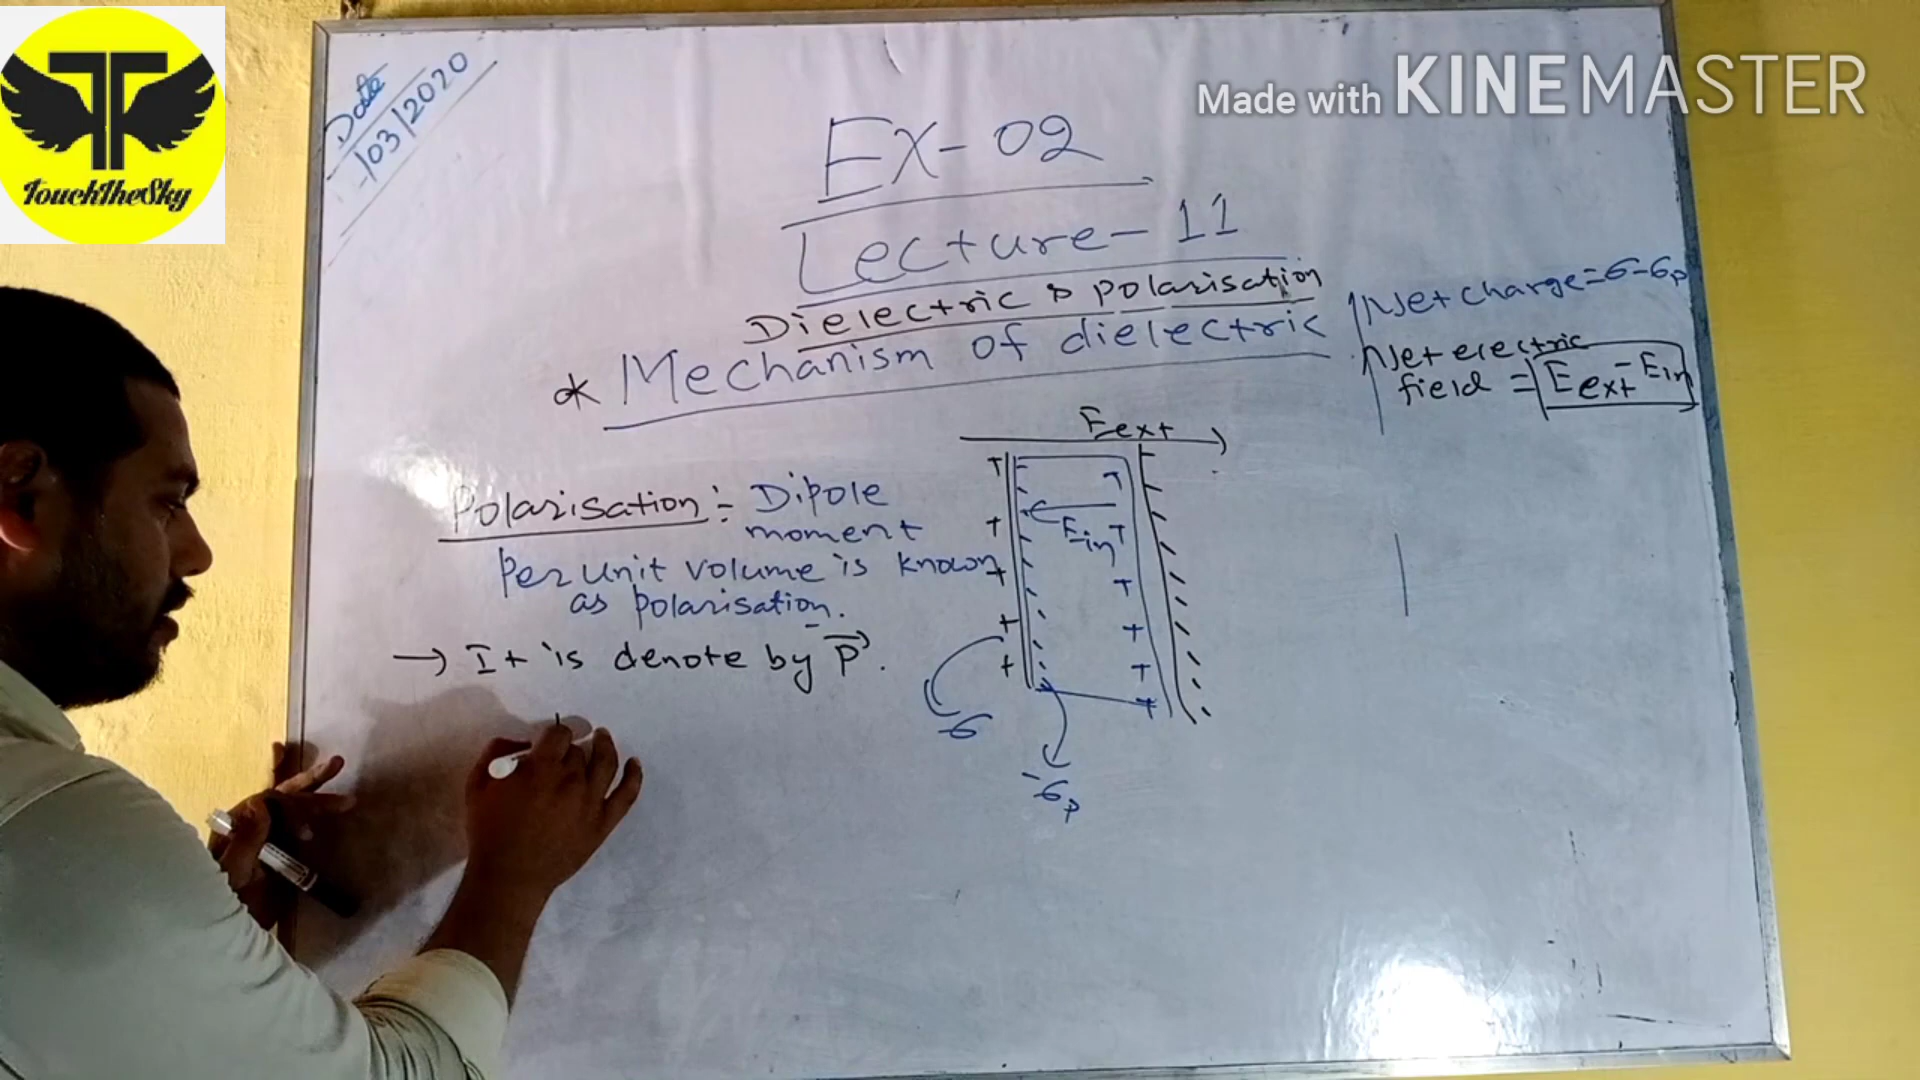 TouchTheSky
Made with KINEMASTER
Date
/03/2020
EX-02
Lecture-11
Dielectric & polarisation
* Mechanism of dielectric
Net charge = σ-σp
Net electric
field = Eext - Ein
Eext
Polarisation :- Dipole
moment
Per unit volume is known
as polarisation.
→ It is denote by P⃗.
Ein
σ
-σp